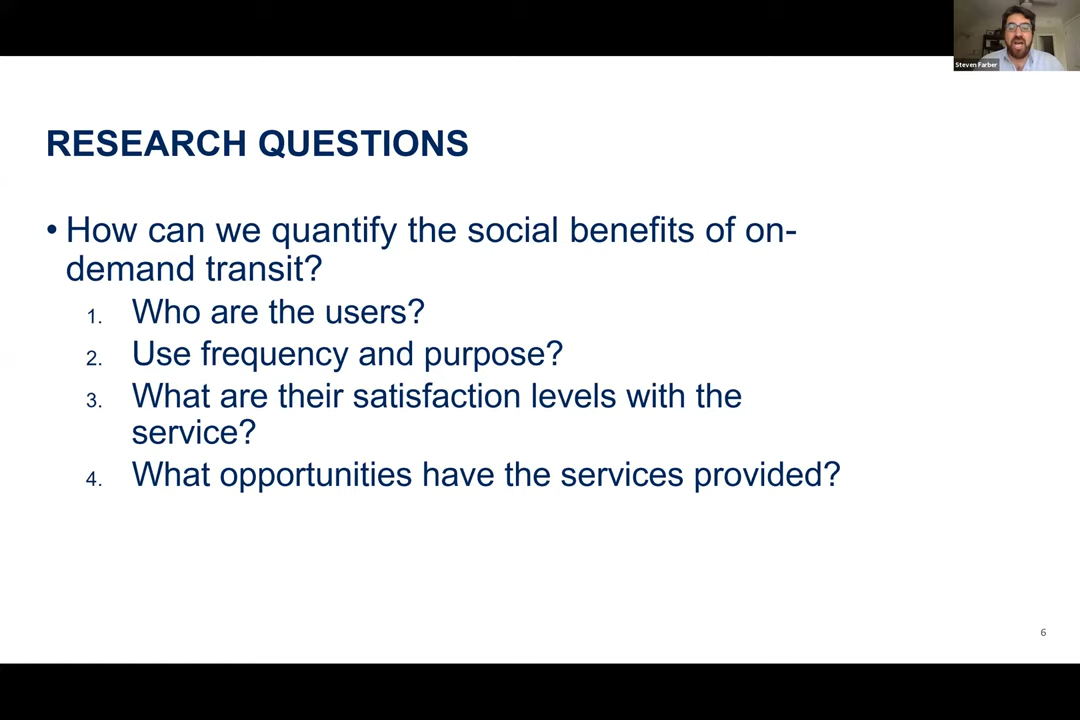 Steven Farber
RESEARCH QUESTIONS
• How can we quantify the social benefits of on-
demand transit?
1. Who are the users?
2. Use frequency and purpose?
3. What are their satisfaction levels with the
service?
4. What opportunities have the services provided?
6